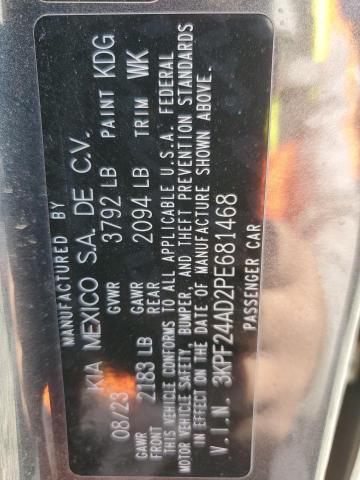 MANUFACTURED BY
KIA MEXICO S.A. DE C.V.
08/23 GVWR 3792 LB PAINT KDG
GAWR FRONT 2183 LB GAWR REAR 2094 LB TRIM WK
THIS VEHICLE CONFORMS TO ALL APPLICABLE U.S.A. FEDERAL
MOTOR VEHICLE SAFETY, BUMPER, AND THEFT PREVENTION STANDARDS
IN EFFECT ON THE DATE OF MANUFACTURE SHOWN ABOVE.
V.I.N. 3KPF24AD2PE681468
PASSENGER CAR